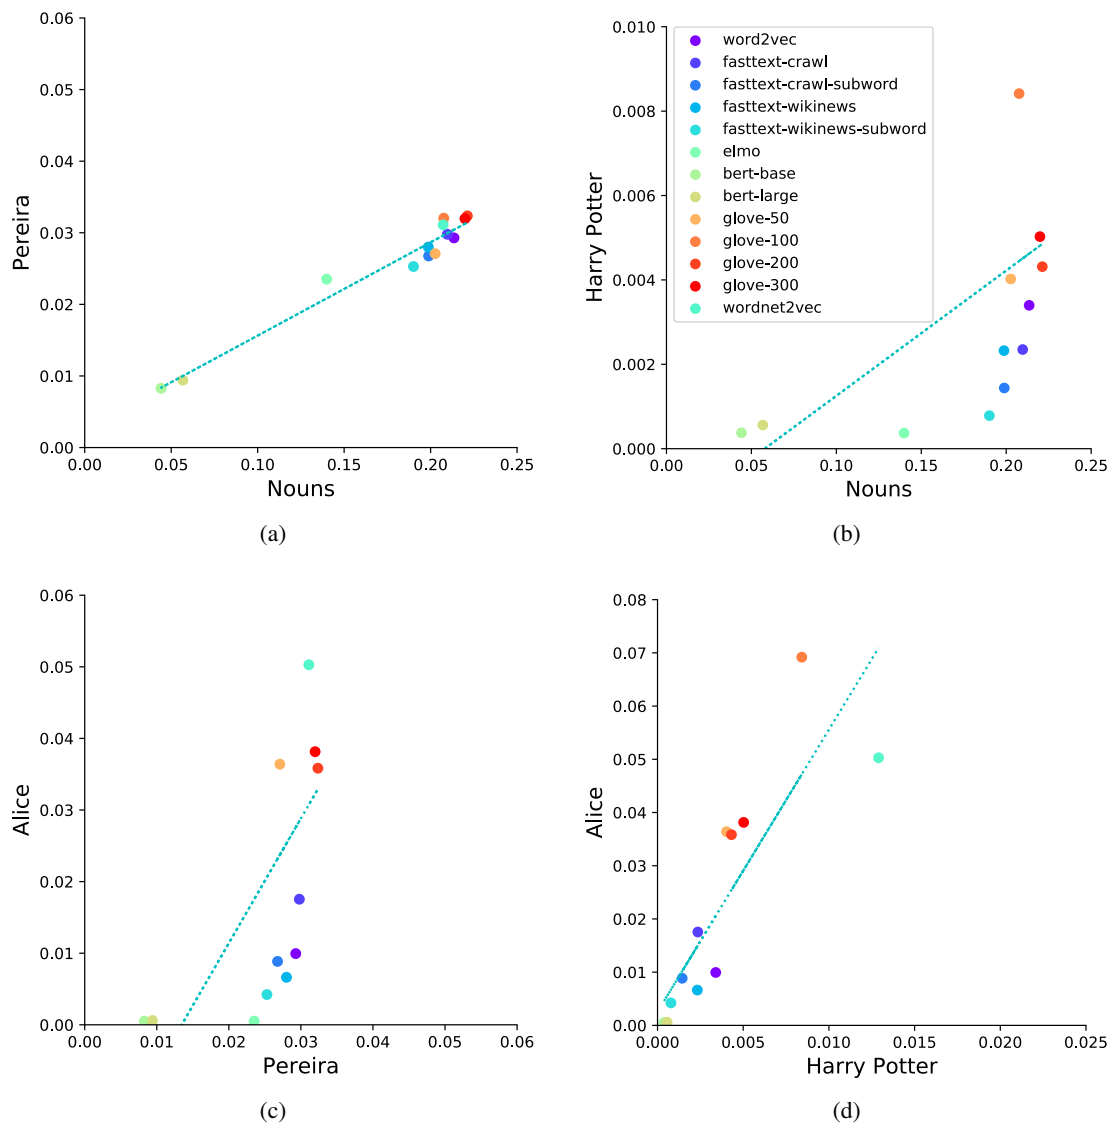 0.06
0.05
0.04
0.03
0.02
0.01
0.00
Pereira
0.00 0.05 0.10 0.15 0.20 0.25
Nouns
(a)
0.010
0.008
0.006
0.004
0.002
0.000
Harry Potter
word2vec
fasttext-crawl
fasttext-crawl-subword
fasttext-wikinews
fasttext-wikinews-subword
elmo
bert-base
bert-large
glove-50
glove-100
glove-200
glove-300
wordnet2vec
0.00 0.05 0.10 0.15 0.20 0.25
Nouns
(b)
0.06
0.05
0.04
0.03
0.02
0.01
0.00
Alice
0.00 0.01 0.02 0.03 0.04 0.05 0.06
Pereira
(c)
0.08
0.07
0.06
0.05
0.04
0.03
0.02
0.01
0.00
Alice
0.000 0.005 0.010 0.015 0.020 0.025
Harry Potter
(d)